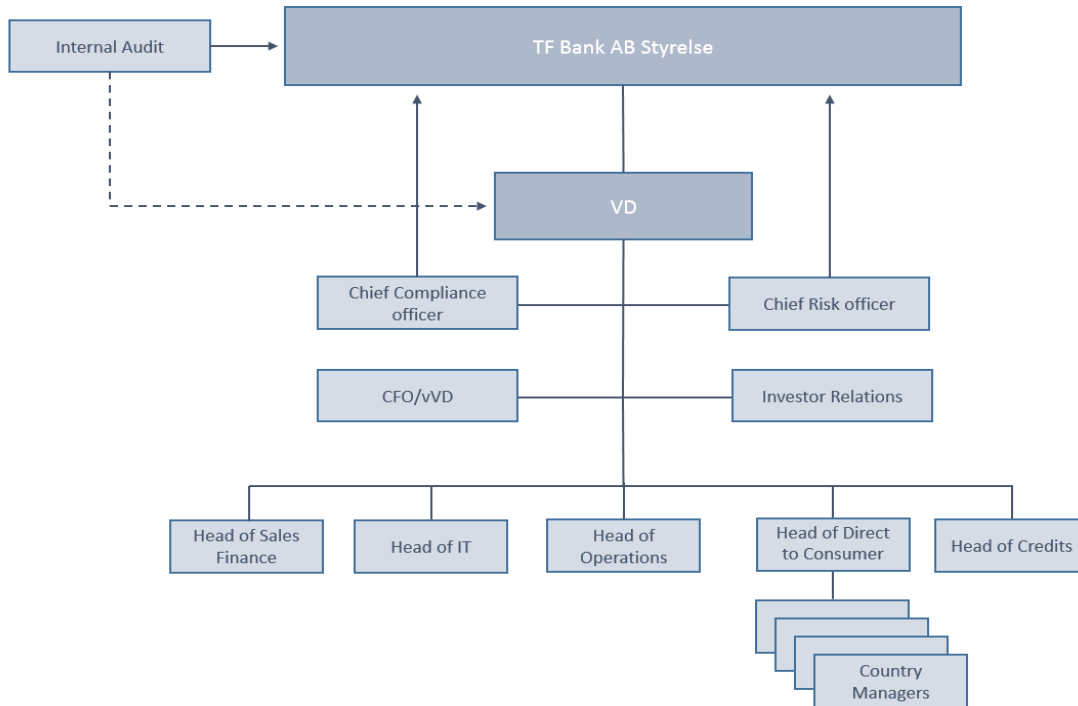 Internal Audit
TF Bank AB Styrelse
VD
Chief Compliance
officer
Chief Risk officer
CFO/vVD
Investor Relations
Head of Sales
Finance
Head of IT
Head of
Operations
Head of Direct
to Consumer
Head of Credits
Country
Managers